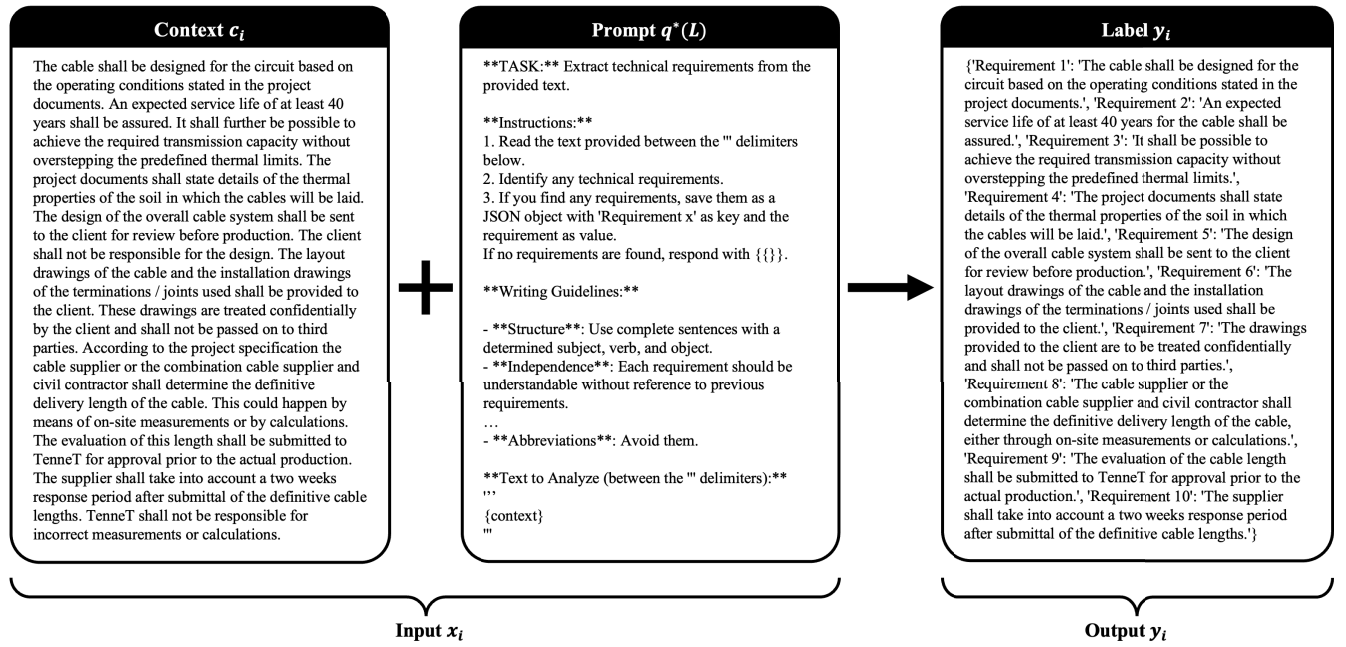 Context cᵢ
The cable shall be designed for the circuit based on
the operating conditions stated in the project
documents. An expected service life of at least 40
years shall be assured. It shall further be possible to
achieve the required transmission capacity without
overstepping the predefined thermal limits. The
project documents shall state details of the thermal
properties of the soil in which the cables will be laid.
The design of the overall cable system shall be sent
to the client for review before production. The client
shall not be responsible for the design. The layout
drawings of the cable and the installation drawings
of the terminations / joints used shall be provided to
the client. These drawings are treated confidentially
by the client and shall not be passed on to third
parties. According to the project specification the
cable supplier or the combination cable supplier and
civil contractor shall determine the definitive
delivery length of the cable. This could happen by
means of on-site measurements or by calculations.
The evaluation of this length shall be submitted to
TenneT for approval prior to the actual production.
The supplier shall take into account a two weeks
response period after submittal of the definitive cable
lengths. TenneT shall not be responsible for
incorrect measurements or calculations.
+
Prompt q*(L)
**TASK:** Extract technical requirements from the
provided text.
**Instructions:**
1. Read the text provided between the ''' delimiters
below.
2. Identify any technical requirements.
3. If you find any requirements, save them as a
JSON object with 'Requirement x' as key and the
requirement as value.
If no requirements are found, respond with {{}}.
**Writing Guidelines:**
- **Structure**: Use complete sentences with a
determined subject, verb, and object.
- **Independence**: Each requirement should be
understandable without reference to previous
requirements.
…
- **Abbreviations**: Avoid them.
**Text to Analyze (between the ''' delimiters):**
'''
{context}
'''
Label yᵢ
{'Requirement 1': 'The cable shall be designed for the
circuit based on the operating conditions stated in the
project documents.', 'Requirement 2': 'An expected
service life of at least 40 years for the cable shall be
assured.', 'Requirement 3': 'It shall be possible to
achieve the required transmission capacity without
overstepping the predefined thermal limits.',
'Requirement 4': 'The project documents shall state
details of the thermal properties of the soil in which
the cables will be laid.', 'Requirement 5': 'The design
of the overall cable system shall be sent to the client
for review before production.', 'Requirement 6': 'The
layout drawings of the cable and the installation
drawings of the terminations / joints used shall be
provided to the client.', 'Requirement 7': 'The drawings
provided to the client are to be treated confidentially
and shall not be passed on to third parties.',
'Requirement 8': 'The cable supplier or the
combination cable supplier and civil contractor shall
determine the definitive delivery length of the cable,
either through on-site measurements or calculations.',
'Requirement 9': 'The evaluation of the cable length
shall be submitted to TenneT for approval prior to the
actual production.', 'Requirement 10': 'The supplier
shall take into account a two weeks response period
after submittal of the definitive cable lengths.'}
Input xᵢ
Output yᵢ